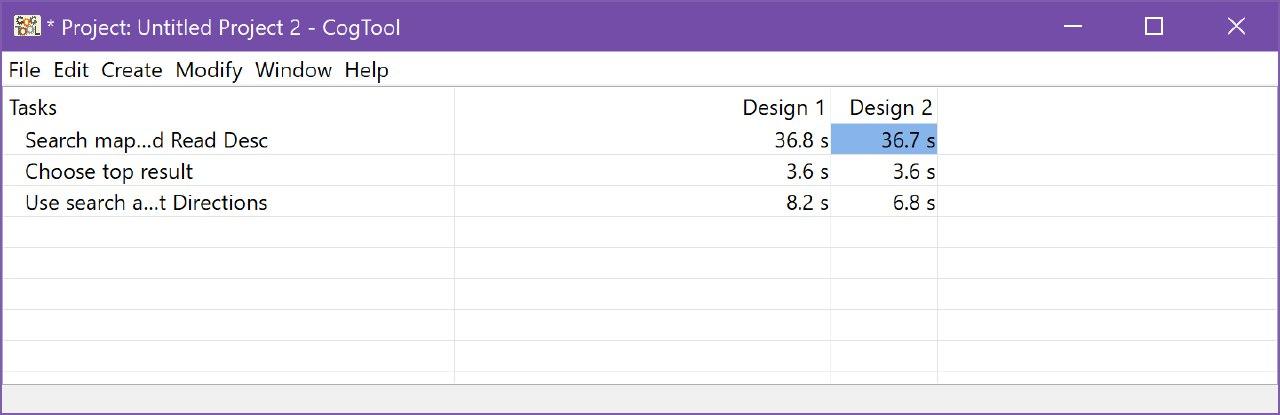 * Project: Untitled Project 2 - CogTool
File Edit Create Modify Window Help
Tasks Design 1 Design 2
Search map...d Read Desc 36.8 s 36.7 s
Choose top result 3.6 s 3.6 s
Use search a...t Directions 8.2 s 6.8 s